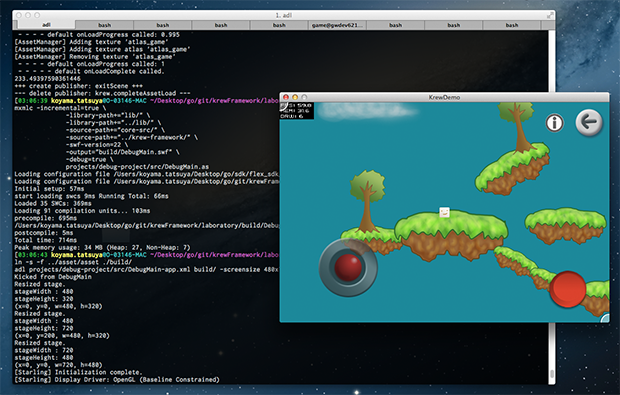 1. adl
adl bash bash bash game@gwdev621... bash bash bash
- - - - default onLoadProgress called: 0.995
[AssetManager] Adding texture 'atlas_game'
[AssetManager] Adding texture atlas 'atlas_game'
[AssetManager] Removing texture 'atlas_game'
- - - - default onLoadProgress called: 1
- - - - - default onLoadComplete called.
233.49397590361446
+++ create publisher: exitScene +++
--- delete publisher: krew.completeAssetLoad ---
[03:06:39 koyama.tatsuya@O-03146-MAC ~/Desktop/go/git/krewFramework/labo
mxmlc -incremental=true \
-library-path="lib/" \
-library-path="../lib/" \
-source-path="core-src/" \
-source-path="../krew-framework/" \
-swf-version=22 \
-output="build/DebugMain.swf" \
-debug=true \
projects/debug-project/src/DebugMain.as
Loading configuration file /Users/koyama.tatsuya/go/sdk/flex_sdk
Loading configuration file /Users/koyama.tatsuya/Desktop/go/git/krewFram
Initial setup: 57ms
start loading swcs 9ms Running Total: 66ms
Loaded 35 SWCs: 369ms
Loading 91 compilation units... 103ms
precompile: 695ms
/Users/koyama.tatsuya/Desktop/go/git/krewFramework/laboratory/build/Debu
postcompile: 5ms
Total time: 714ms
Peak memory usage: 34 MB (Heap: 27, Non-Heap: 7)
[03:06:43 koyama.tatsuya@O-03146-MAC ~/Desktop/go/git/krewFramework/labo
ln -s -f ../asset/asset ./build/
adl projects/debug-project/src/DebugMain-app.xml build/ -screensize 480x
Kicked from DebugMain
Resized stage.
stageWidth : 480
stageHeight: 320
(x=0, y=0, w=480, h=320)
Resized stage.
stageWidth : 480
stageHeight: 720
(x=0, y=200, w=480, h=320)
Resized stage.
stageWidth : 720
stageHeight: 480
(x=0, y=0, w=720, h=480)
[Starling] Initialization complete.
[Starling] Display Driver: OpenGL (Baseline Constrained)
KrewDemo
DRW: 6